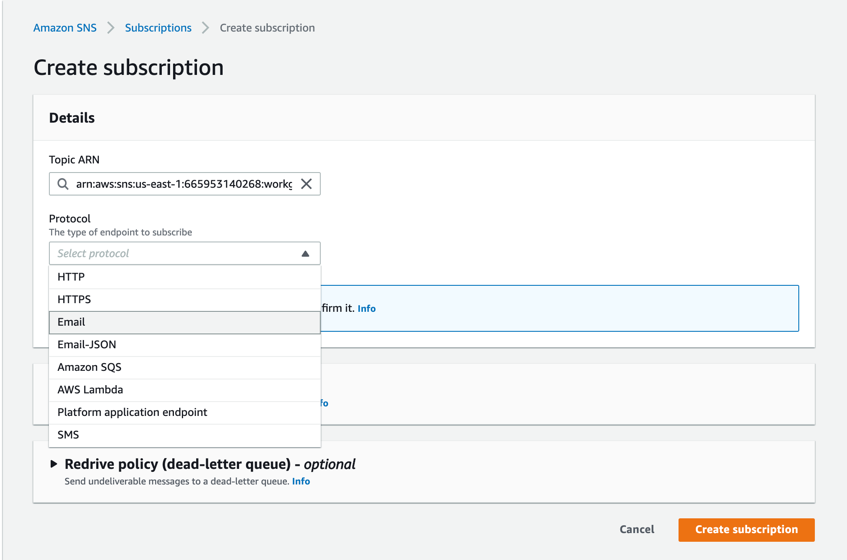 Amazon SNS > Subscriptions > Create subscription
Create subscription
Details
Topic ARN
arn:aws:sns:us-east-1:665953140268:workg
Protocol
The type of endpoint to subscribe
Select protocol
HTTP
HTTPS
firm it. Info
Email
Email-JSON
Amazon SQS
AWS Lambda
fo
Platform application endpoint
SMS
Redrive policy (dead-letter queue) - optional
Send undeliverable messages to a dead-letter queue. Info
Cancel Create subscription